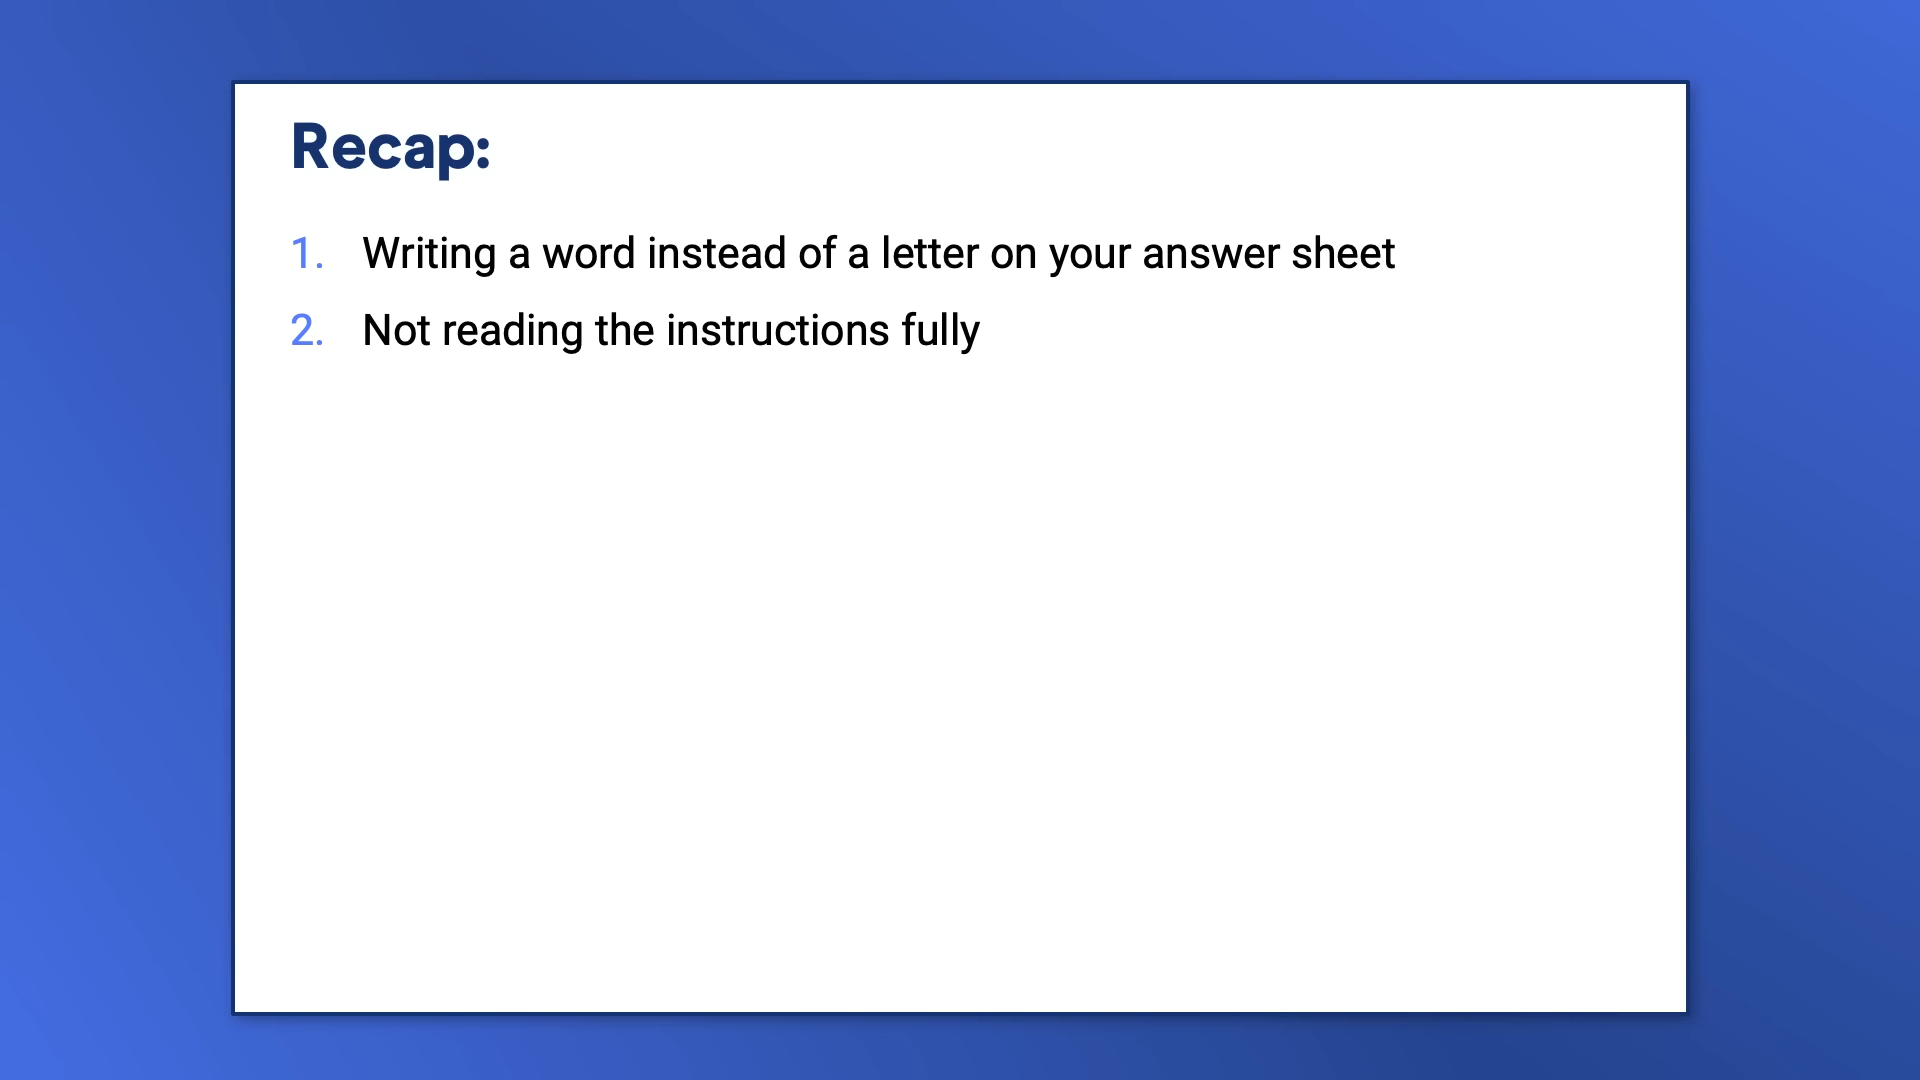 Recap:
1. Writing a word instead of a letter on your answer sheet
2. Not reading the instructions fully